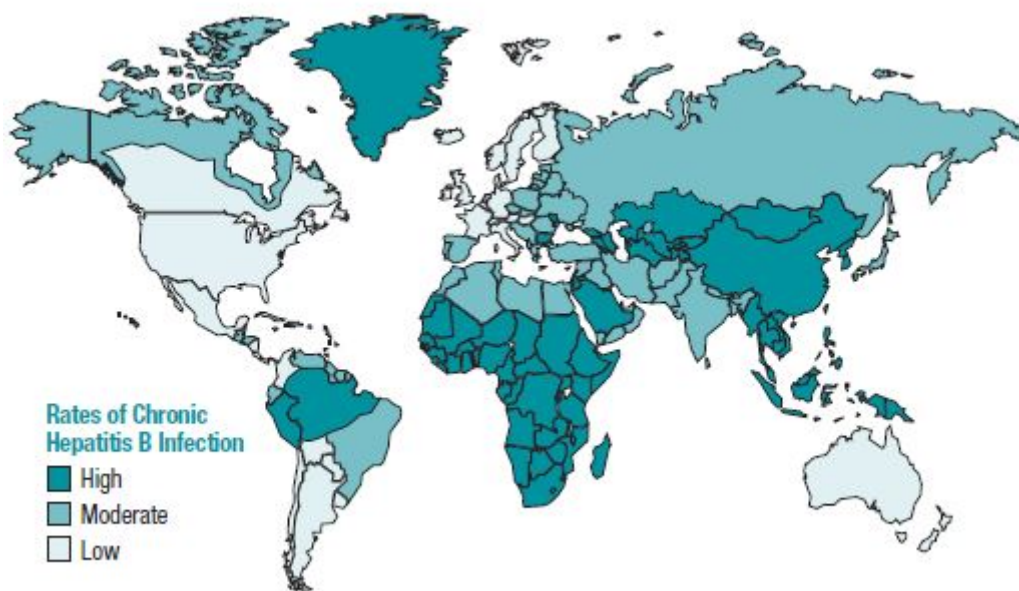 Rates of Chronic
Hepatitis B Infection
High
Moderate
Low